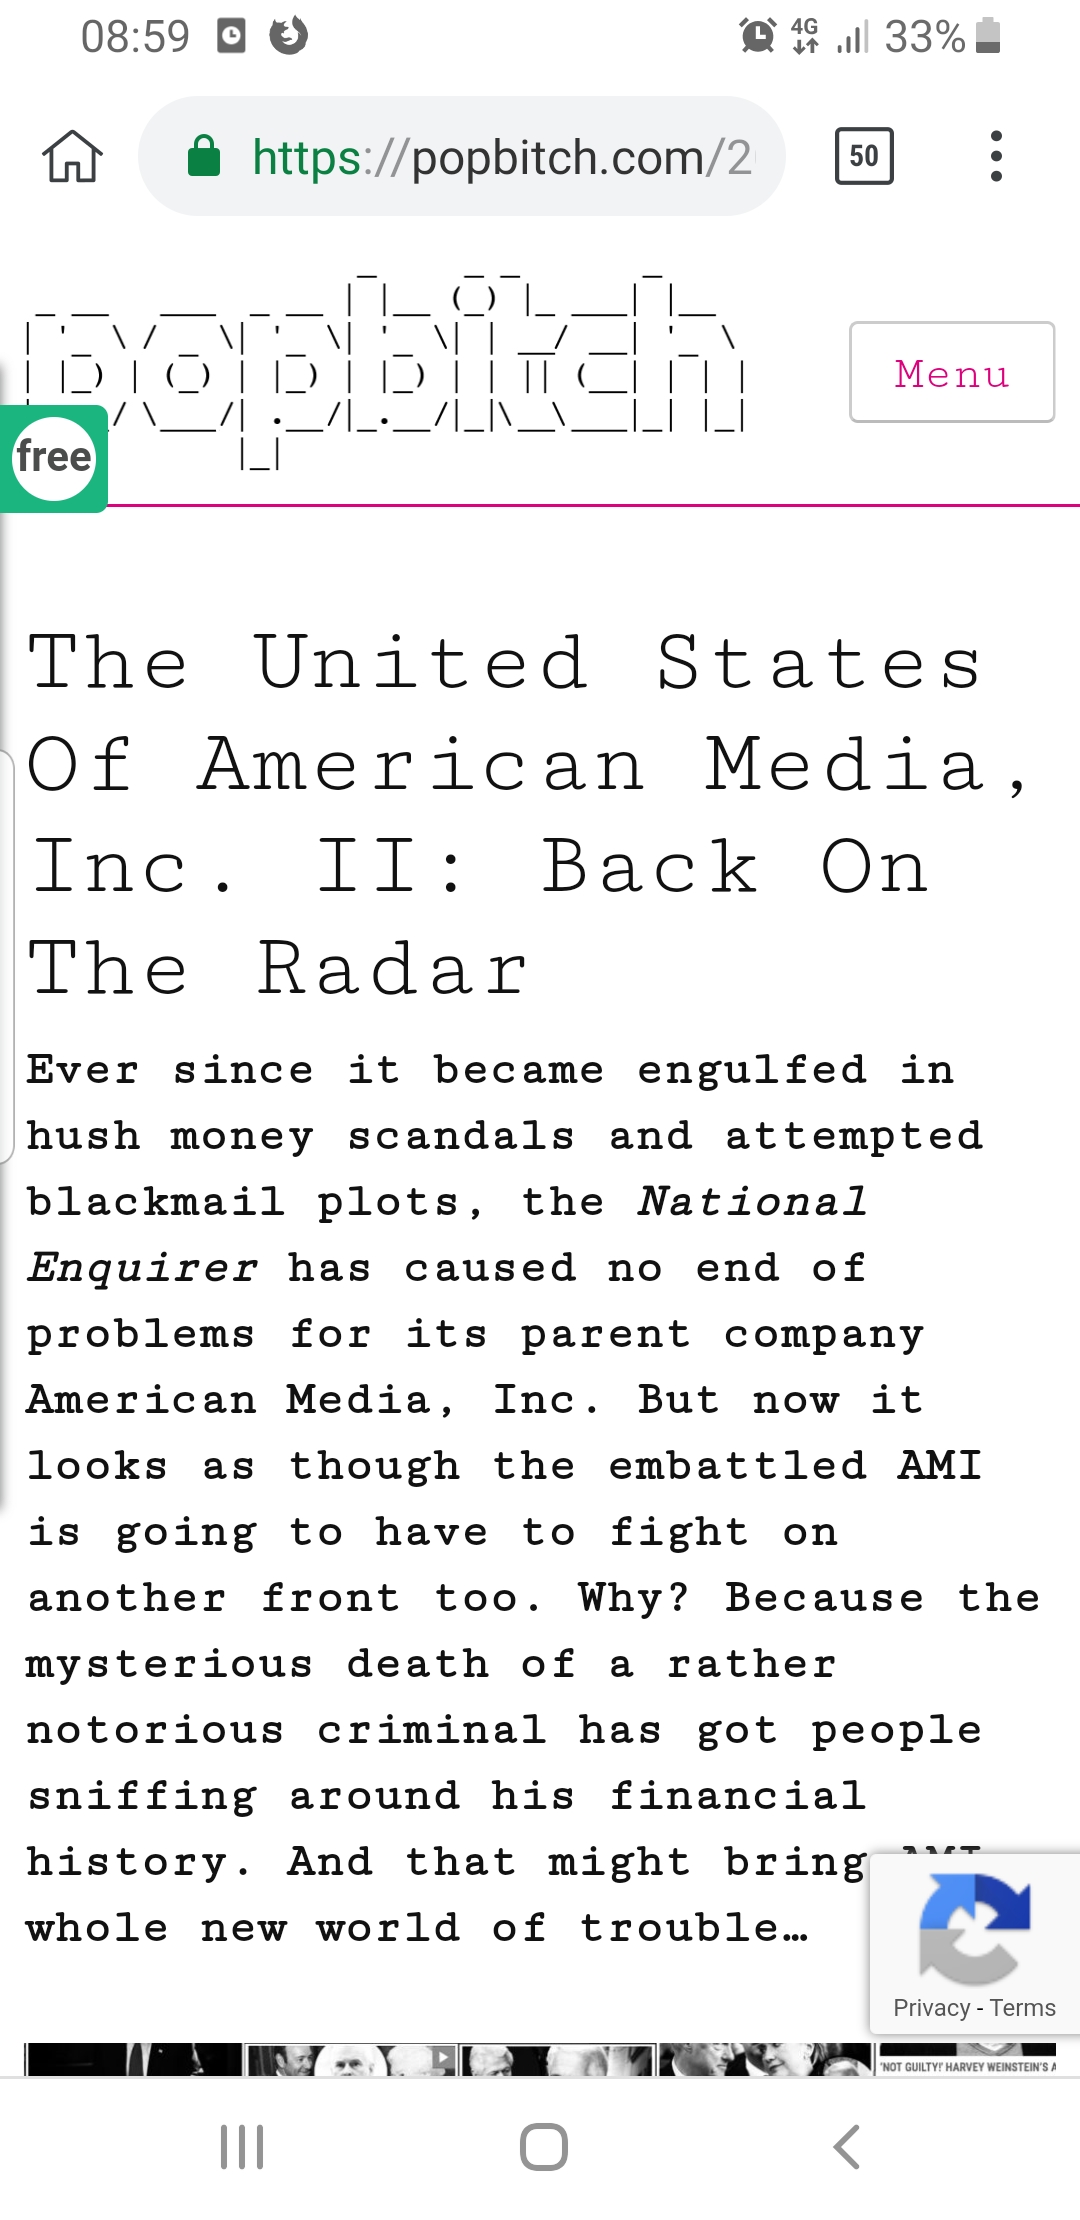 08:59
4G
33%
https://popbitch.com/2
50
popbitch
Menu
free
The United States
Of American Media,
Inc. II: Back On
The Radar
Ever since it became engulfed in
hush money scandals and attempted
blackmail plots, the National
Enquirer has caused no end of
problems for its parent company
American Media, Inc. But now it
looks as though the embattled AMI
is going to have to fight on
another front too. Why? Because the
mysterious death of a rather
notorious criminal has got people
sniffing around his financial
history. And that might bring AMI
whole new world of trouble…
Privacy - Terms
'NOT GUILTY!' HARVEY WEINSTEIN'S A